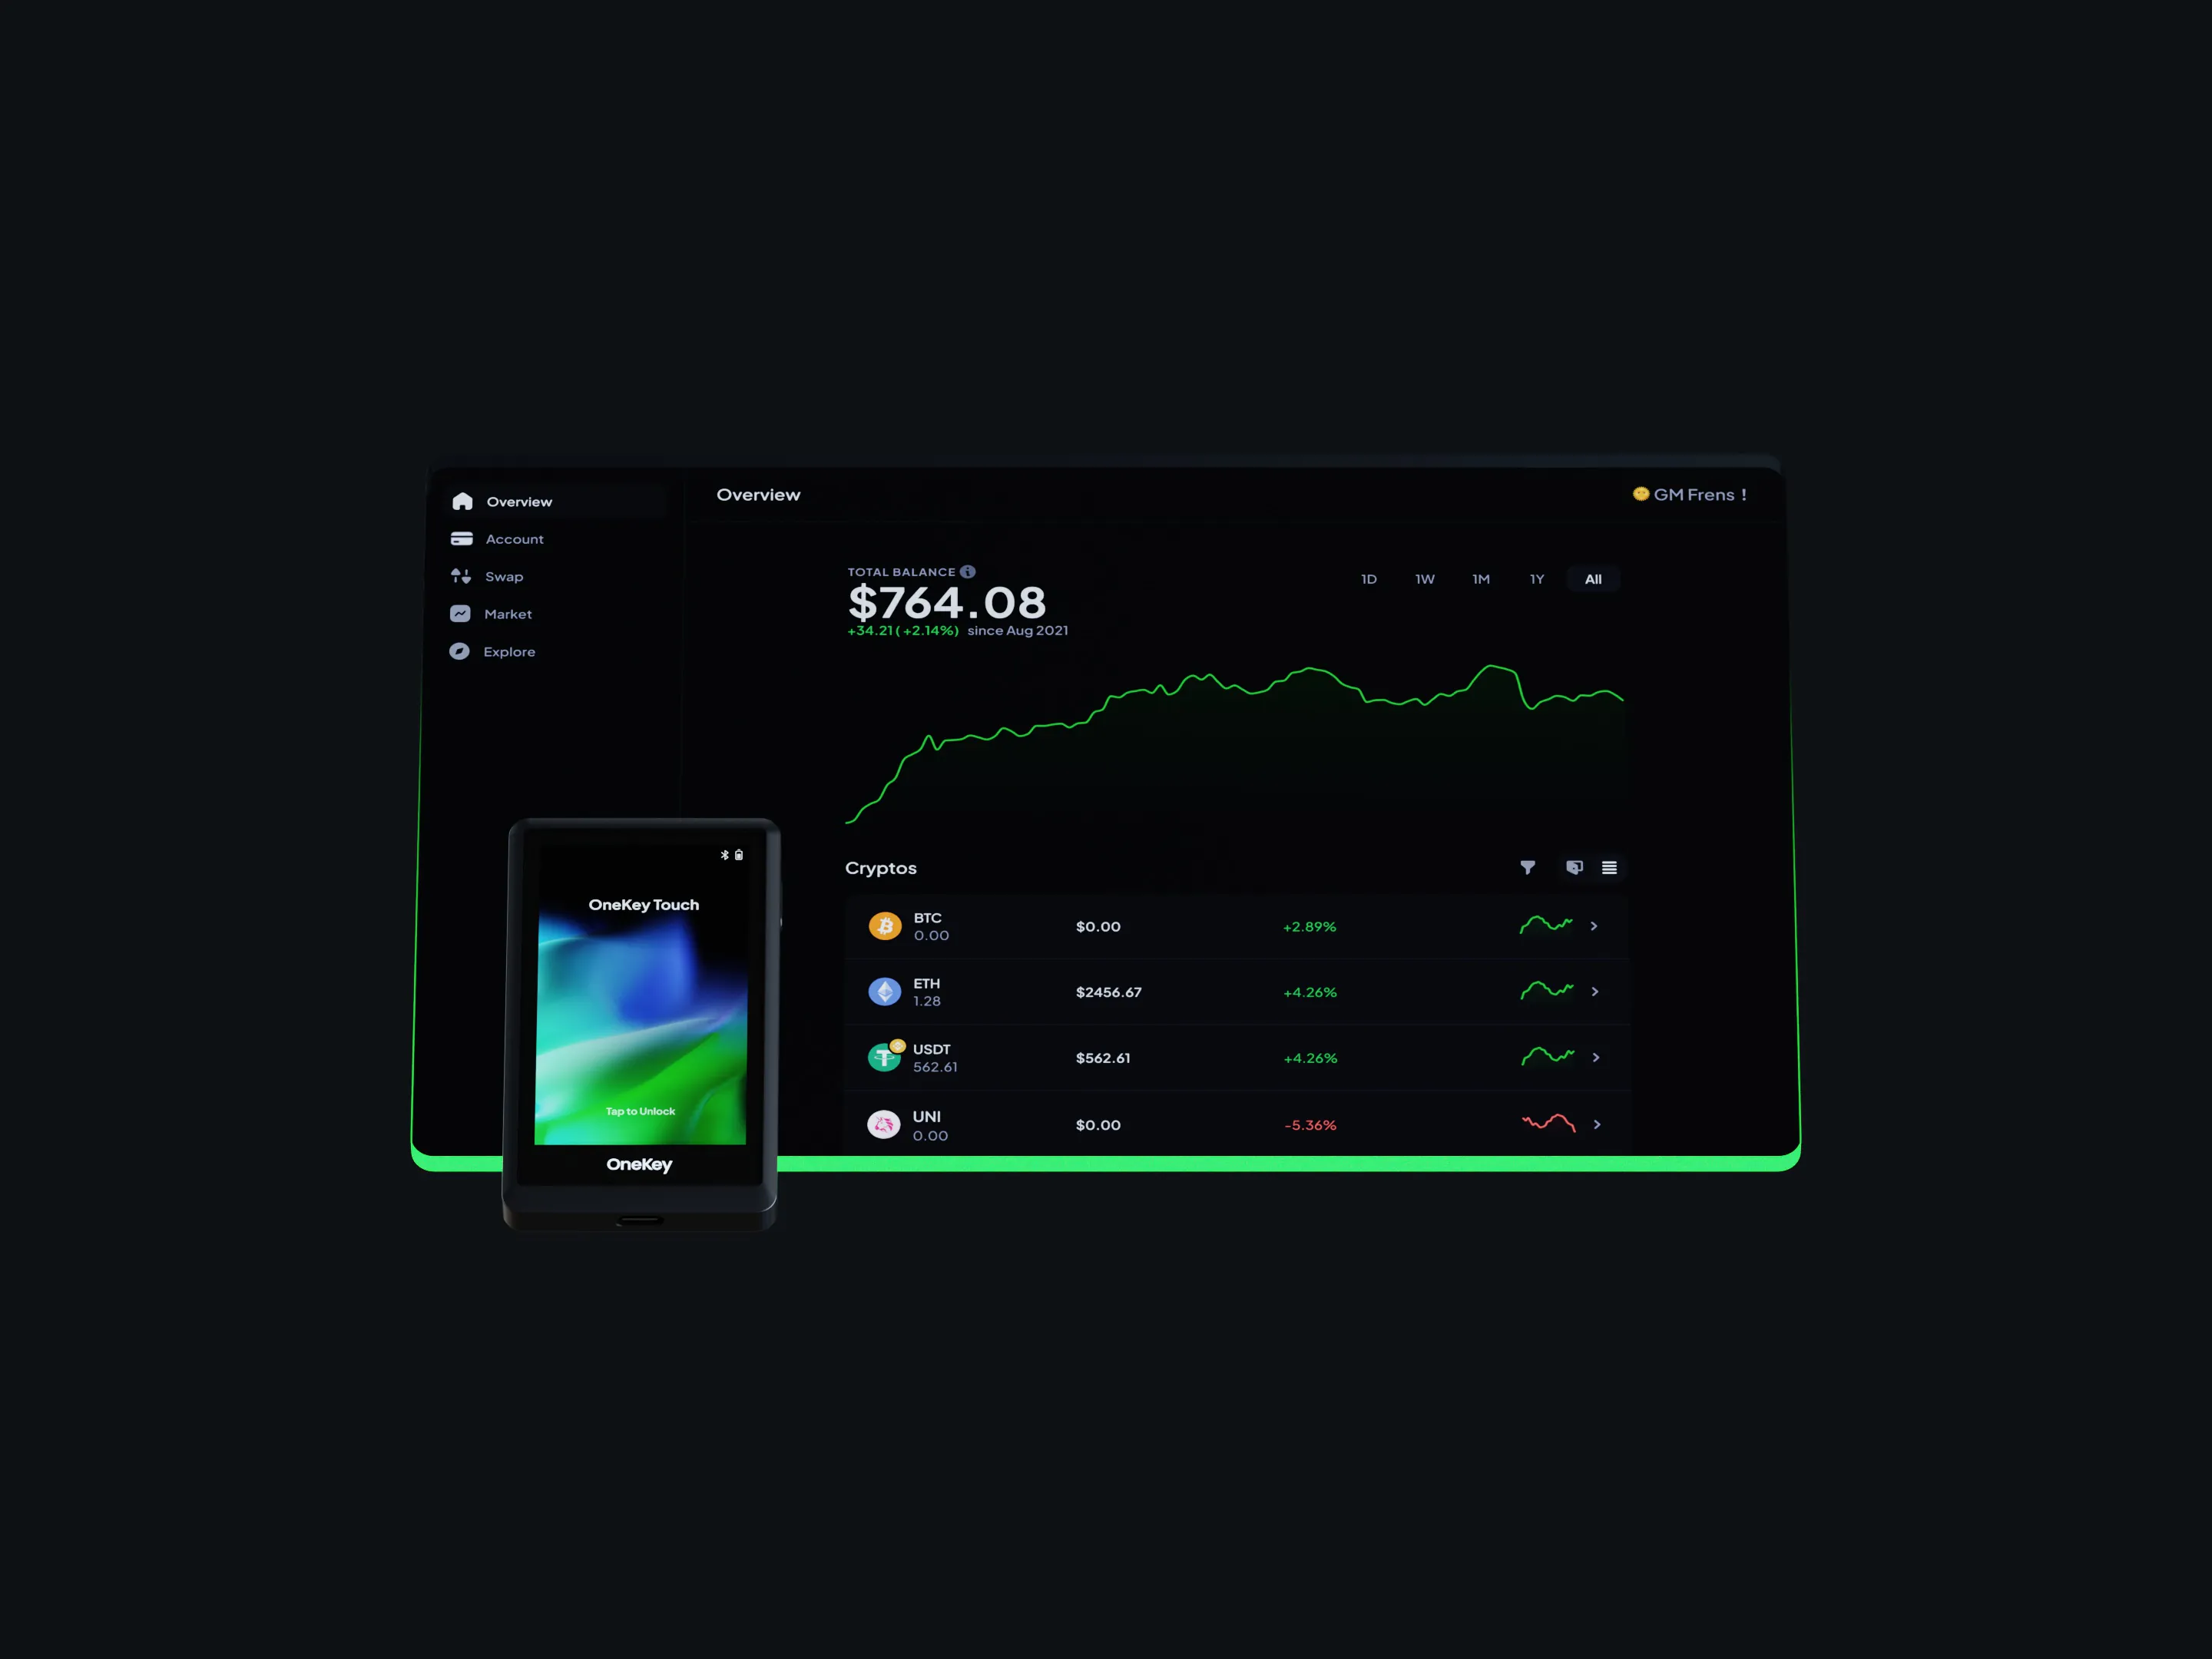 Overview
Account
Swap
Market
Explore
Overview
GM Frens !
TOTAL BALANCE
$764.08
+34.21 ( +2.14%) since Aug 2021
1D 1W 1M 1Y All
Cryptos
BTC
0.00
$0.00 +2.89%
ETH
1.28
$2456.67 +4.26%
USDT
562.61
$562.61 +4.26%
UNI
0.00
$0.00 -5.36%
OneKey Touch
Tap to Unlock
OneKey